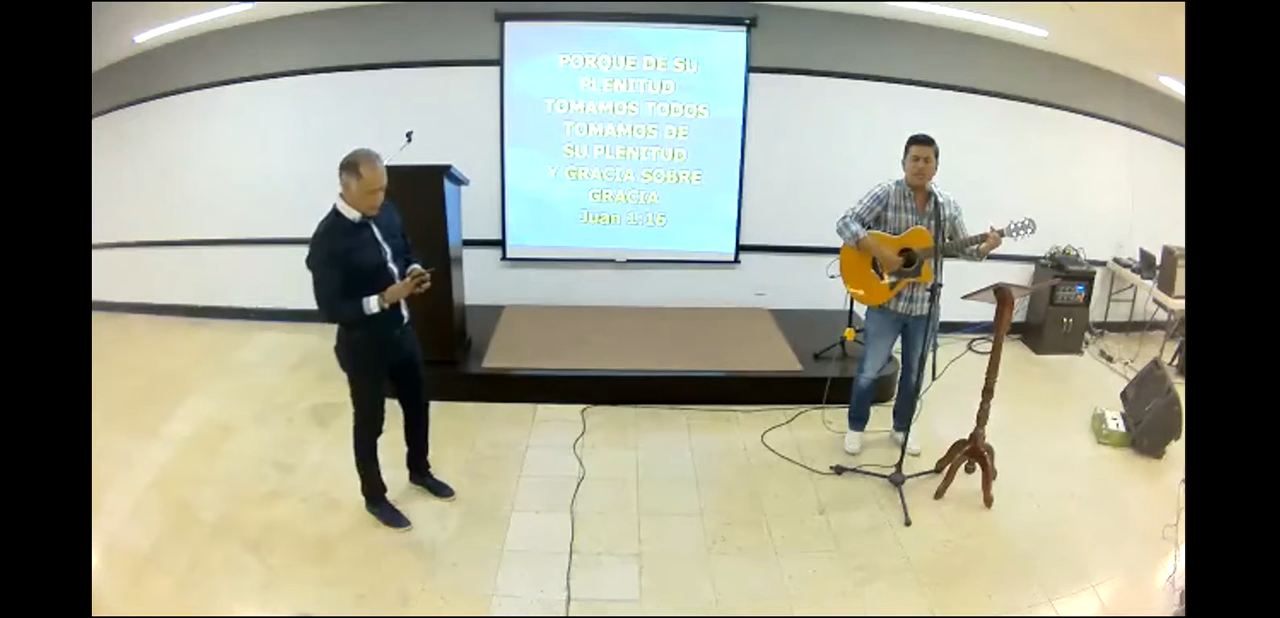 PORQUE DE SU
PLENITUD
TOMAMOS TODOS
TOMAMOS DE
SU PLENITUD
Y GRACIA SOBRE
GRACIA
Juan 1:16